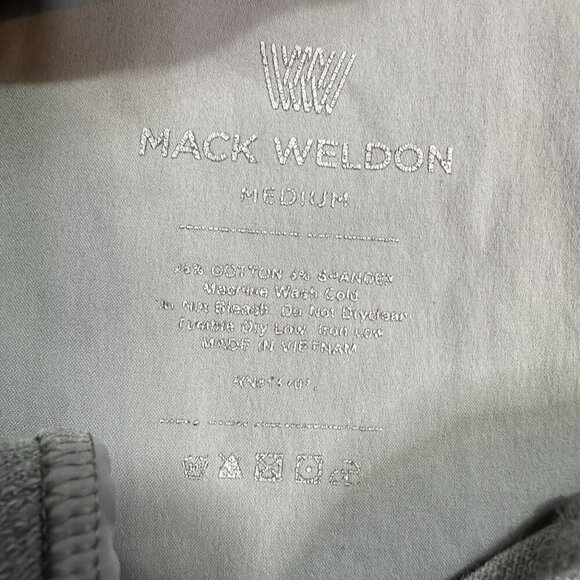 MACK WELDON
MEDIUM
COTTON 5% SPANDEX
Machine Wash Cold
Do Not Bleach Do Not Dryclean
Tumble Dry Low Iron Low
MADE IN VIETNAM